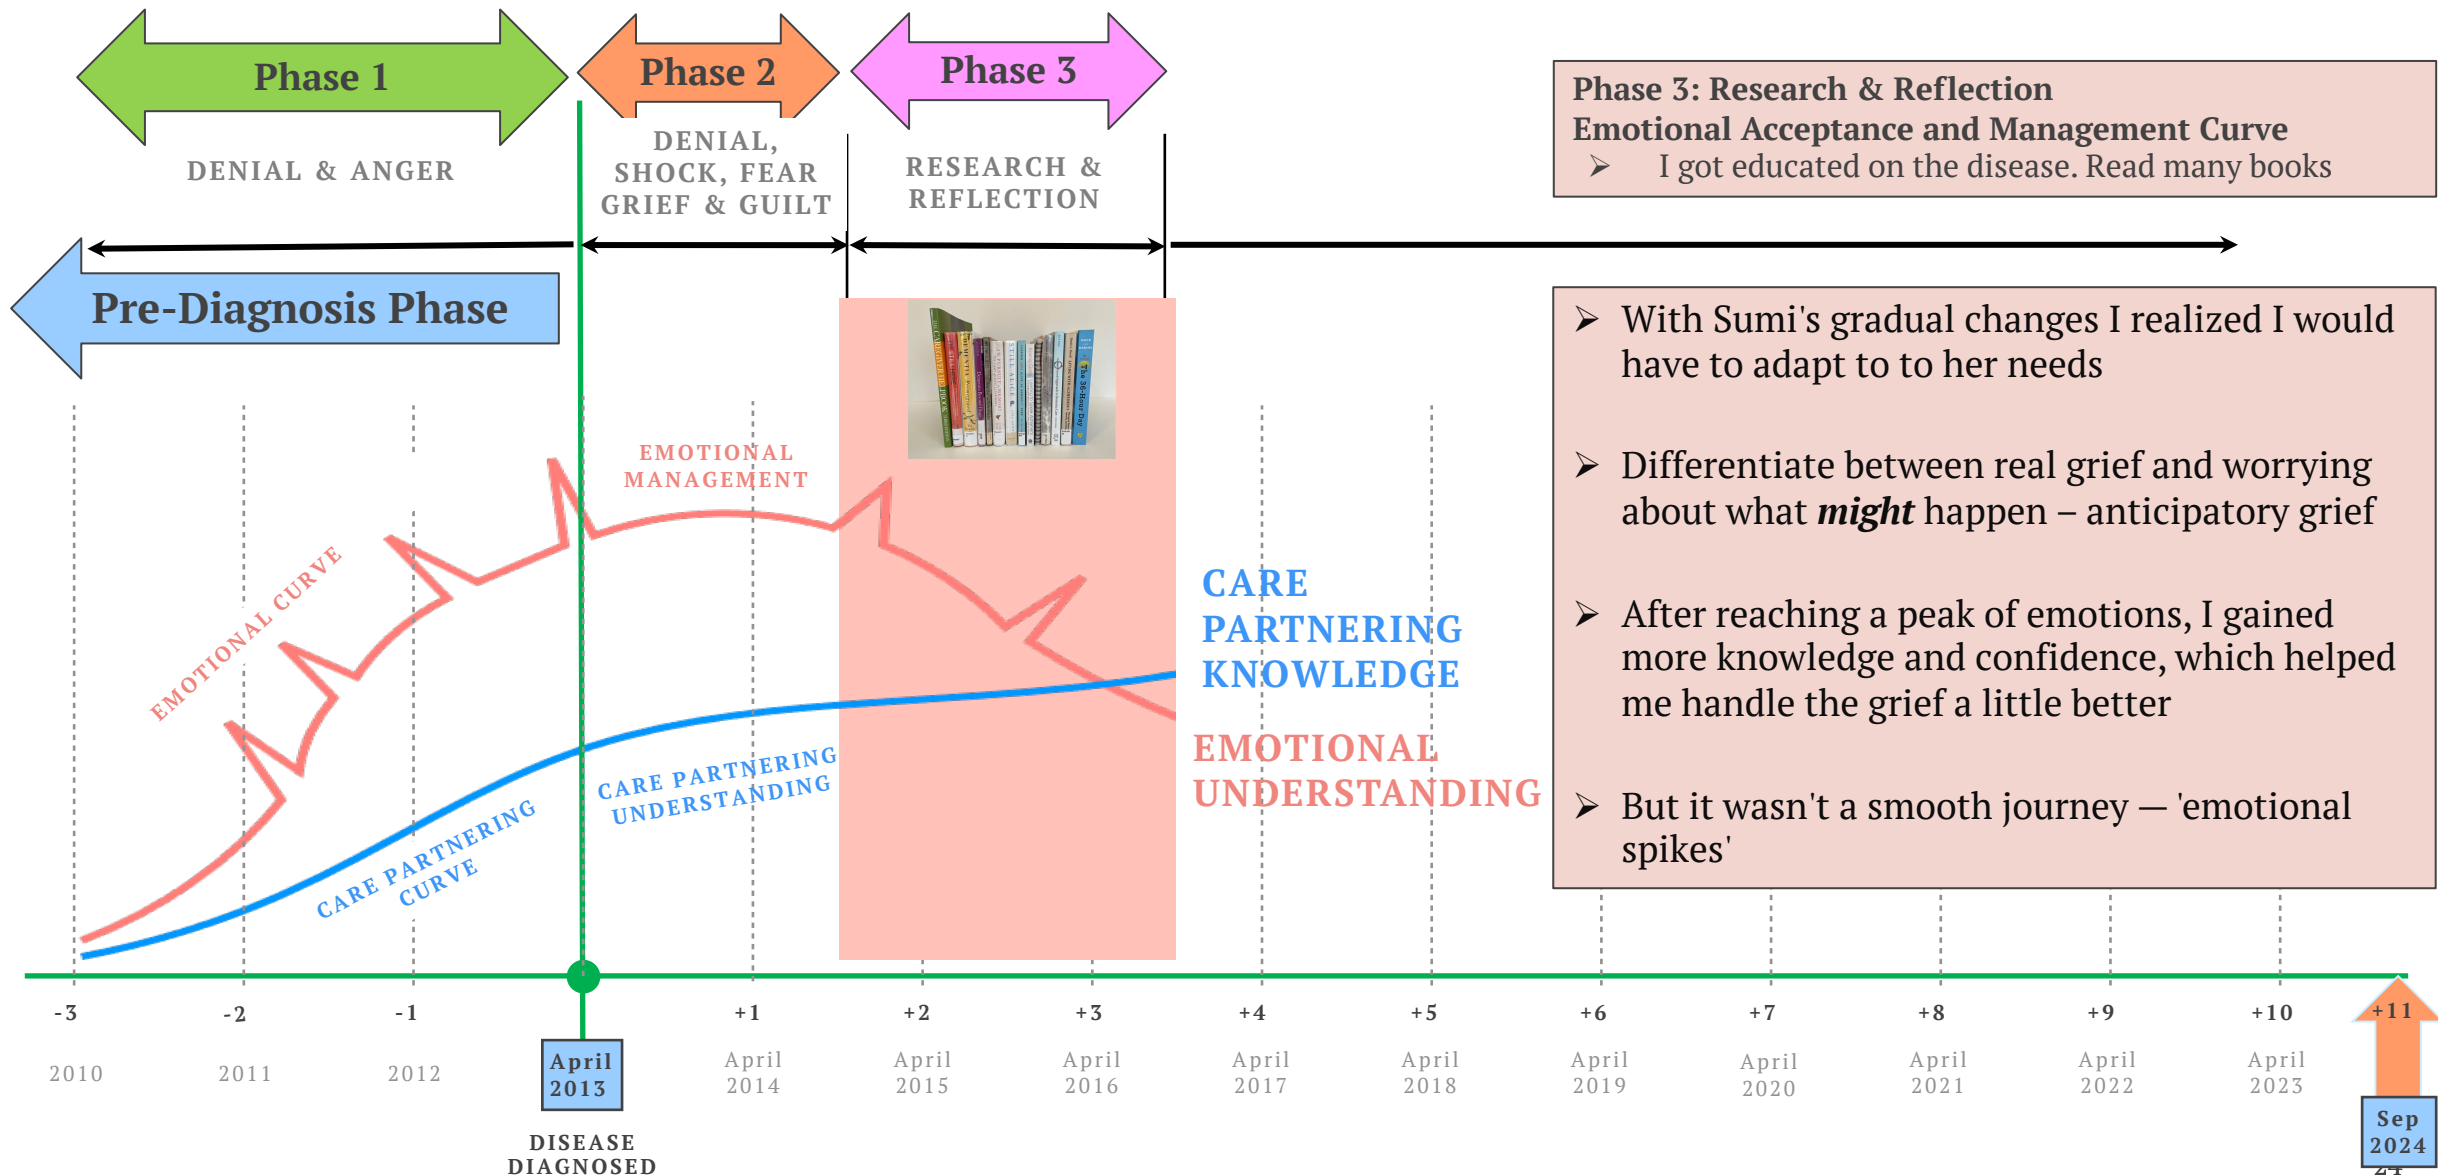 Phase 1
Phase 2
Phase 3
DENIAL & ANGER
DENIAL,
SHOCK, FEAR
GRIEF & GUILT
RESEARCH &
REFLECTION
Phase 3: Research & Reflection
Emotional Acceptance and Management Curve
➢ I got educated on the disease. Read many books
Pre-Diagnosis Phase
➢ With Sumi's gradual changes I realized I would
have to adapt to to her needs
➢ Differentiate between real grief and worrying
about what might happen – anticipatory grief
➢ After reaching a peak of emotions, I gained
more knowledge and confidence, which helped
me handle the grief a little better
➢ But it wasn't a smooth journey — 'emotional
spikes'
STILL ALICE
The 36-Hour Day
EMOTIONAL
MANAGEMENT
EMOTIONAL CURVE
CARE
PARTNERING
KNOWLEDGE
EMOTIONAL
UNDERSTANDING
CARE PARTNERING
UNDERSTANDING
CARE PARTNERING
CURVE
-3 -2 -1 +1 +2 +3 +4 +5 +6 +7 +8 +9 +10 +11
2010
2011
2012
April
2013
April
2014
April
2015
April
2016
April
2017
April
2018
April
2019
April
2020
April
2021
April
2022
April
2023
Sep
2024
DISEASE
DIAGNOSED